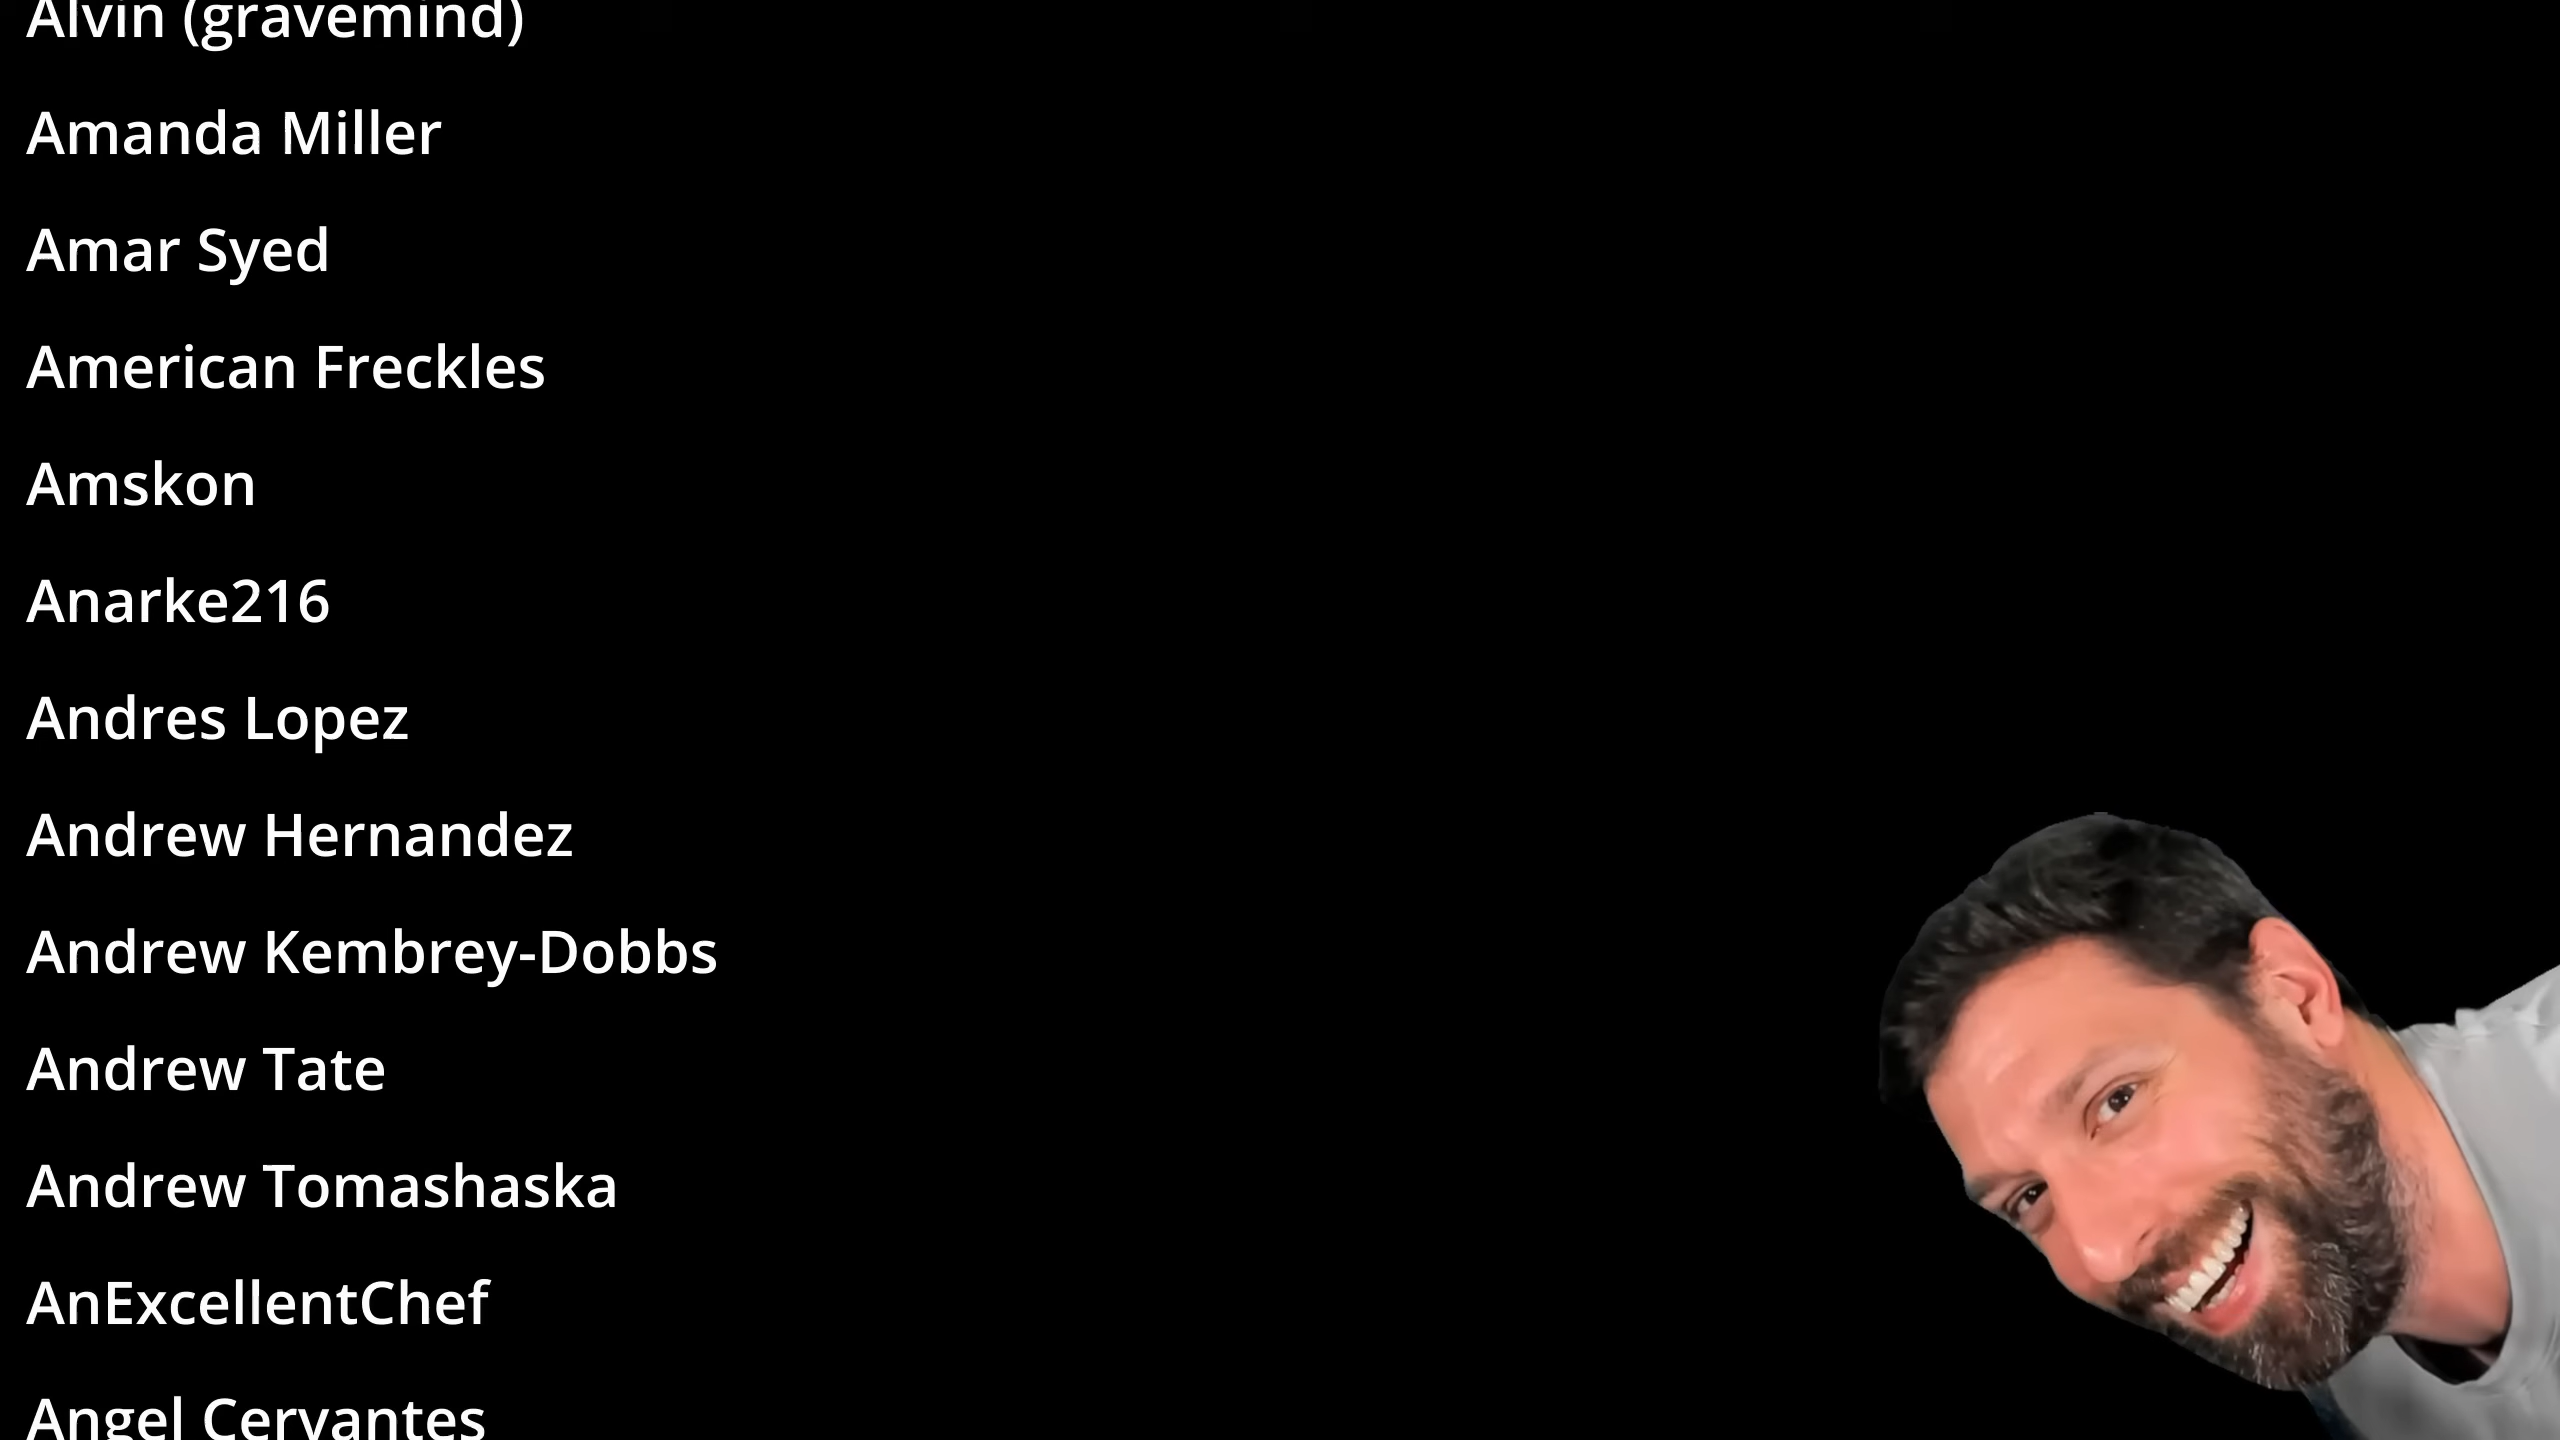 Alvin (gravemind)
Amanda Miller
Amar Syed
American Freckles
Amskon
Anarke216
Andres Lopez
Andrew Hernandez
Andrew Kembrey-Dobbs
Andrew Tate
Andrew Tomashaska
AnExcellentChef
Angel Cervantes